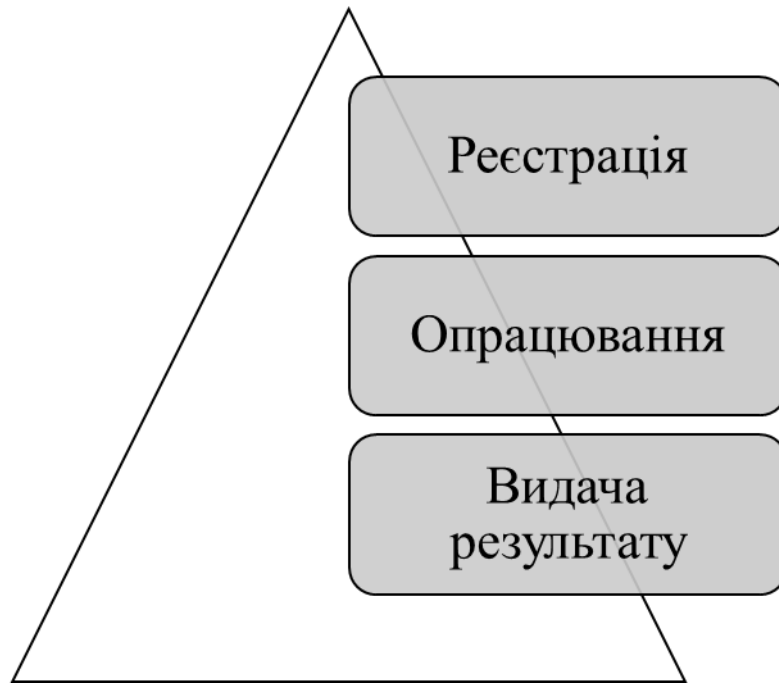 Реєстрація
Опрацювання
Видача
результату